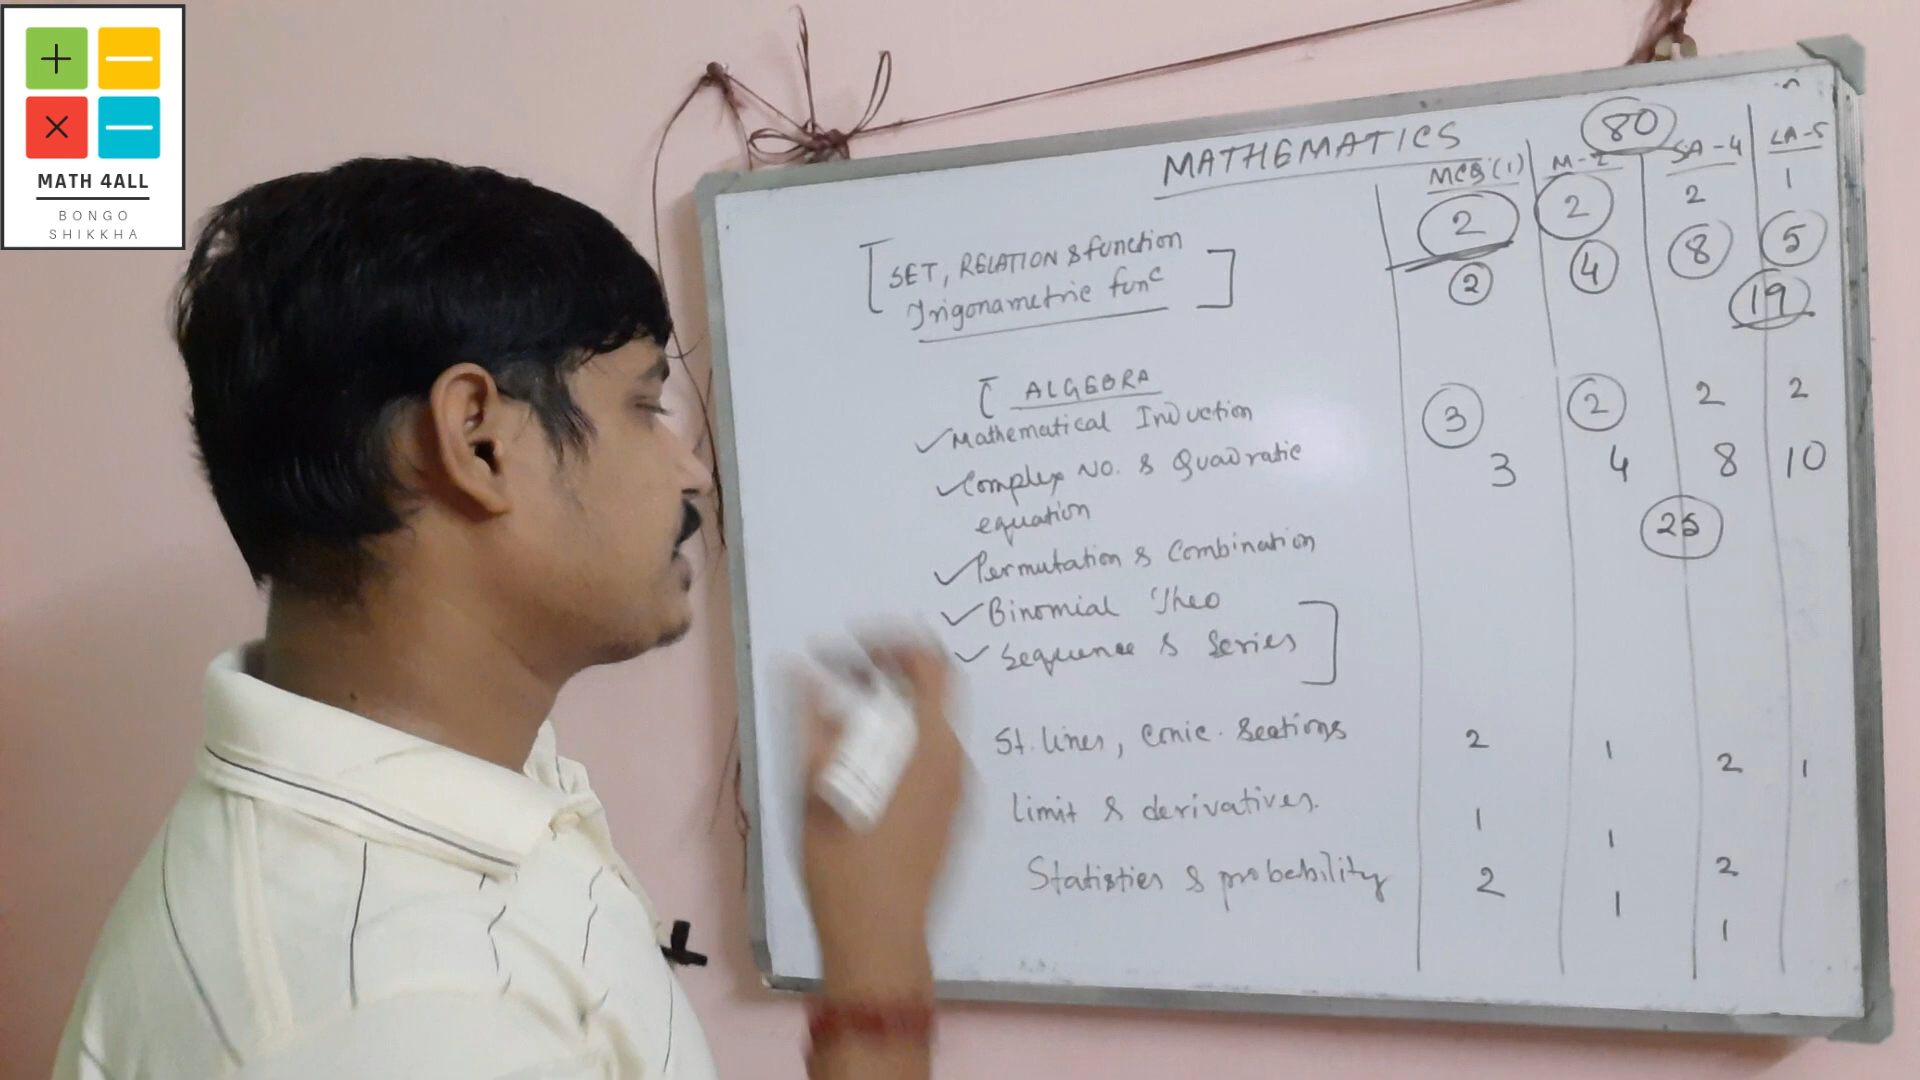 MATH 4ALL
BONGO
SHIKKHA
MATHEMATICS
80
MCQ (1) M-2 SA-4 LA-5
2 2 2 1
SET, RELATION & function
Trigonametric func
2 4 8 5
19
ALGEBRA
3 2 2 2
Mathematical Induction
Complex No. & Quadratic
equation
3 4 8 10
25
Permutation & Combination
Binomial Theo
Sequence & Series
St. lines, Conic. Sections 2 1 2 1
Limit & derivatives. 1 1 2
Statistics & probability 2 1 1